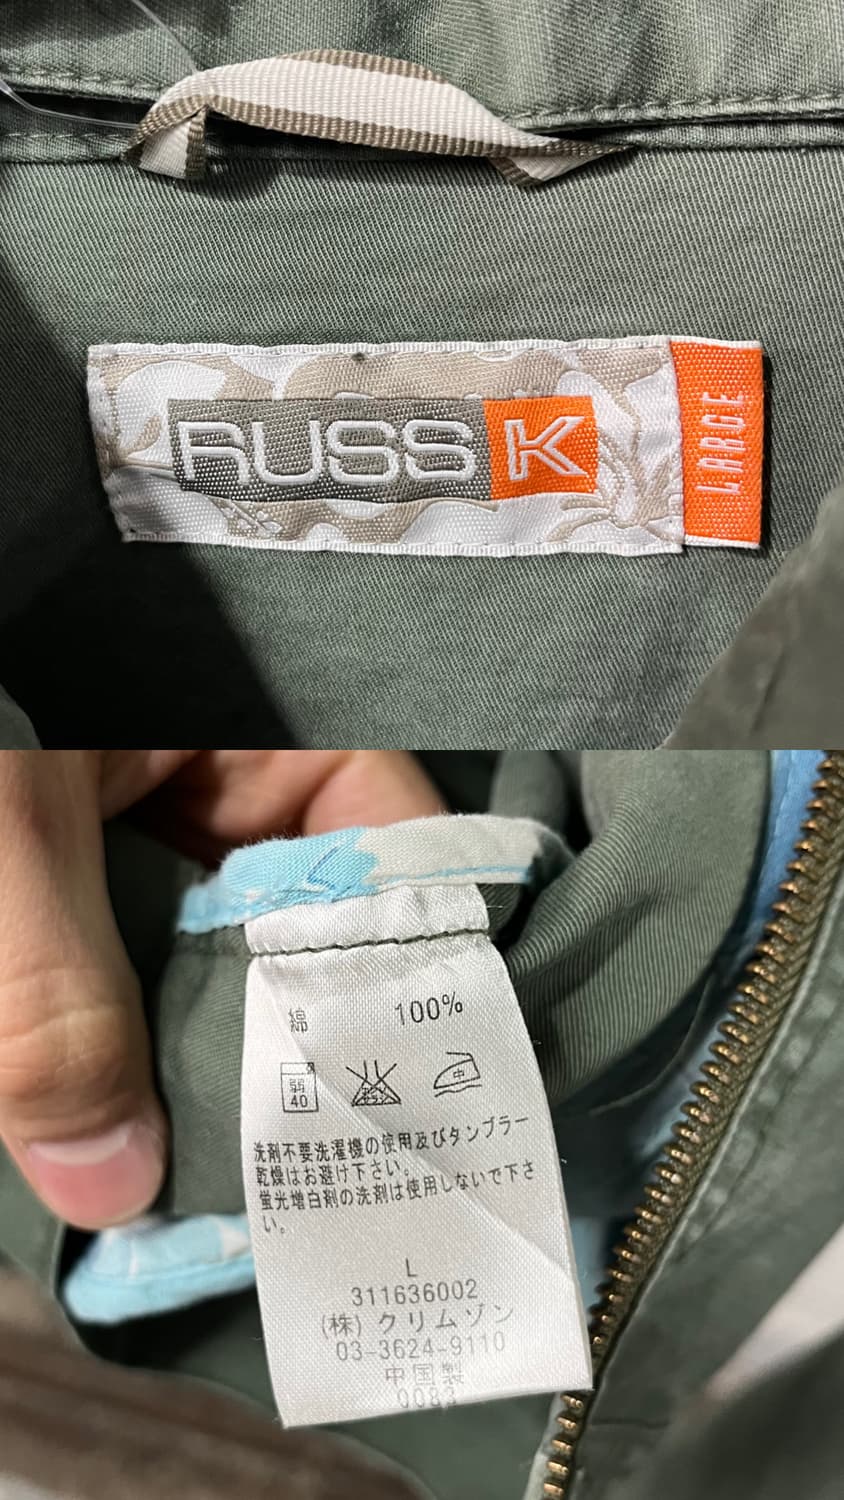 RUSS K
LARGE
綿 100%
弱
40
中
洗剤不要洗濯機の使用及びタンブラー
乾燥はお避け下さい。
蛍光増白剤の洗剤は使用しないで下さ
い。
L
311636002
(株) クリムゾン
03-3624-9110
中国製
0083